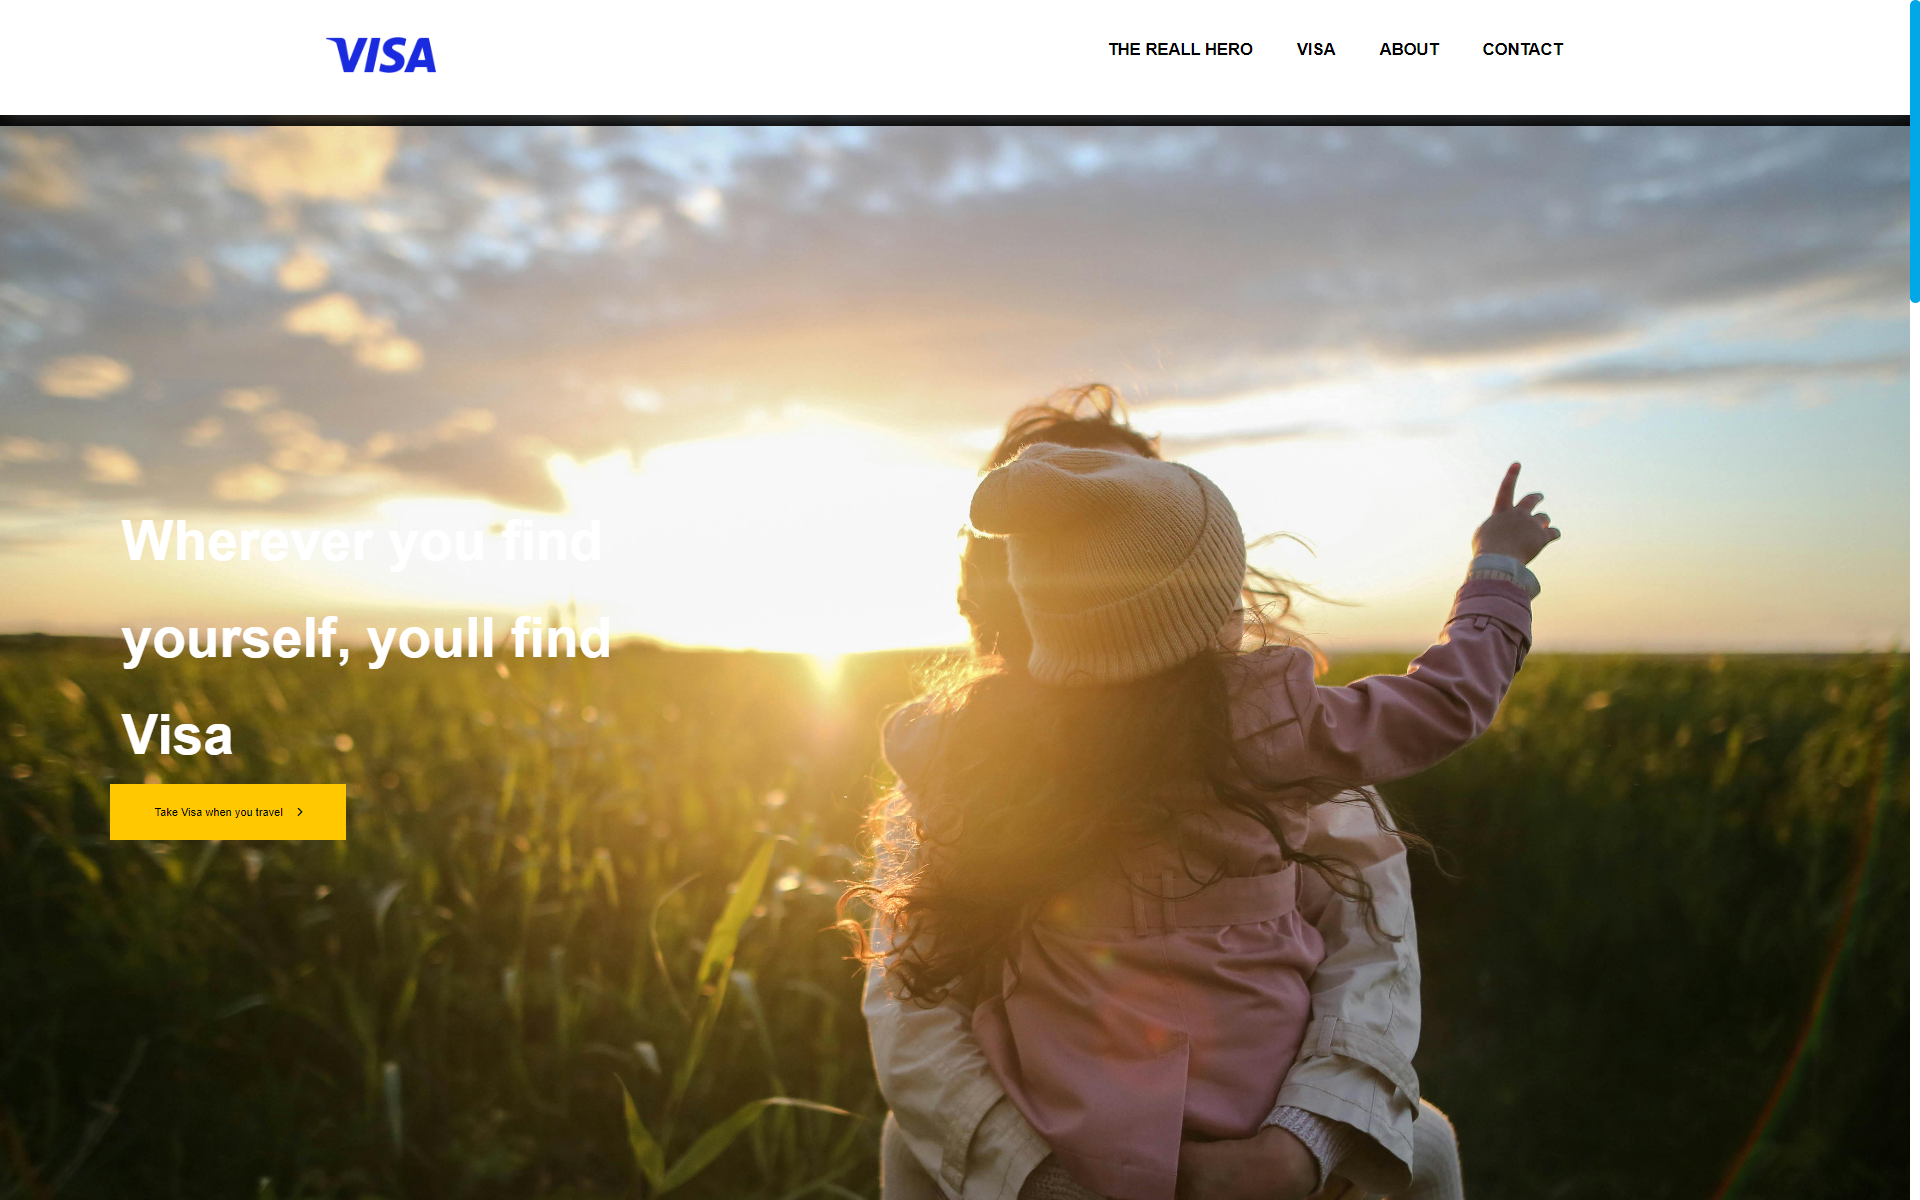 VISA
THE REALL HERO
VISA
ABOUT
CONTACT
Wherever you find
yourself, youll find
Visa
Take Visa when you travel